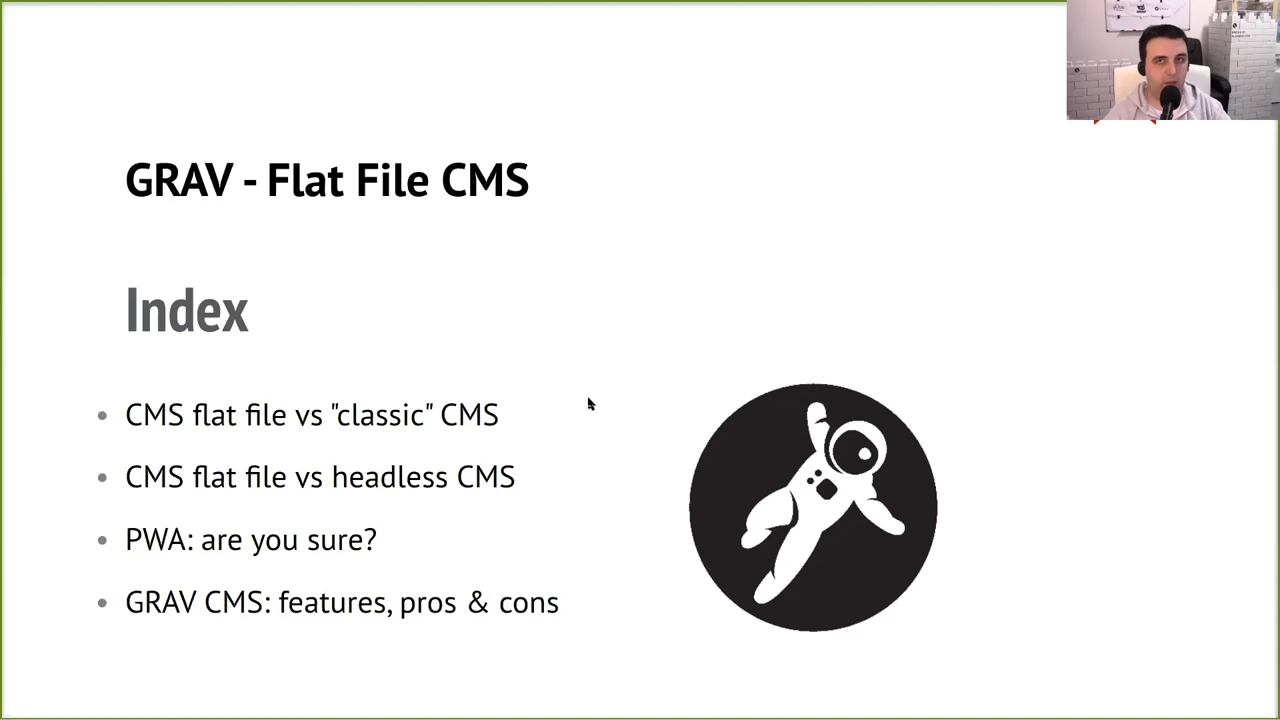 GRAV - Flat File CMS
Index
• CMS flat file vs "classic" CMS
• CMS flat file vs headless CMS
• PWA: are you sure?
• GRAV CMS: features, pros & cons